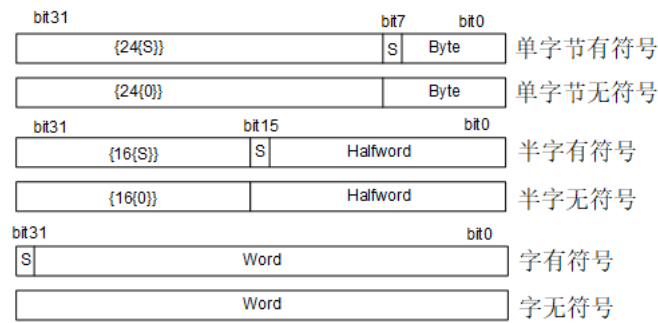 bit31 bit7 bit0
{24{S}} S Byte 单字节有符号
{24{0}} Byte 单字节无符号
bit31 bit15 bit0
{16{S}} S Halfword 半字有符号
{16{0}} Halfword 半字无符号
bit31 bit0
S Word 字有符号
Word 字无符号